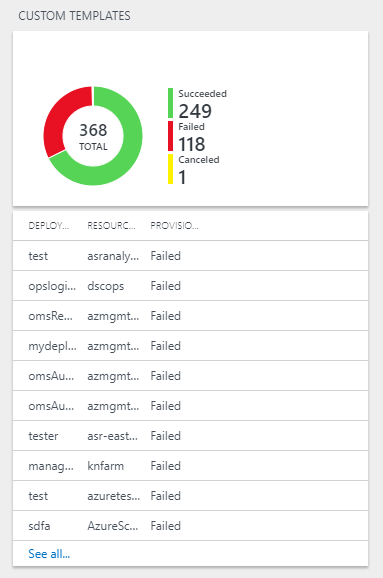 CUSTOM TEMPLATES
Succeeded
249
Failed
118
Canceled
1
368
TOTAL
DEPLOY... RESOURC... PROVISIO...
test asranaly... Failed
opslogi... dscops Failed
omsRe... azmgmt... Failed
mydepl... azmgmt... Failed
omsAu... azmgmt... Failed
omsAu... azmgmt... Failed
tester asr-east... Failed
manag... knfarm Failed
test azuretes... Failed
sdfa AzureSc... Failed
See all...